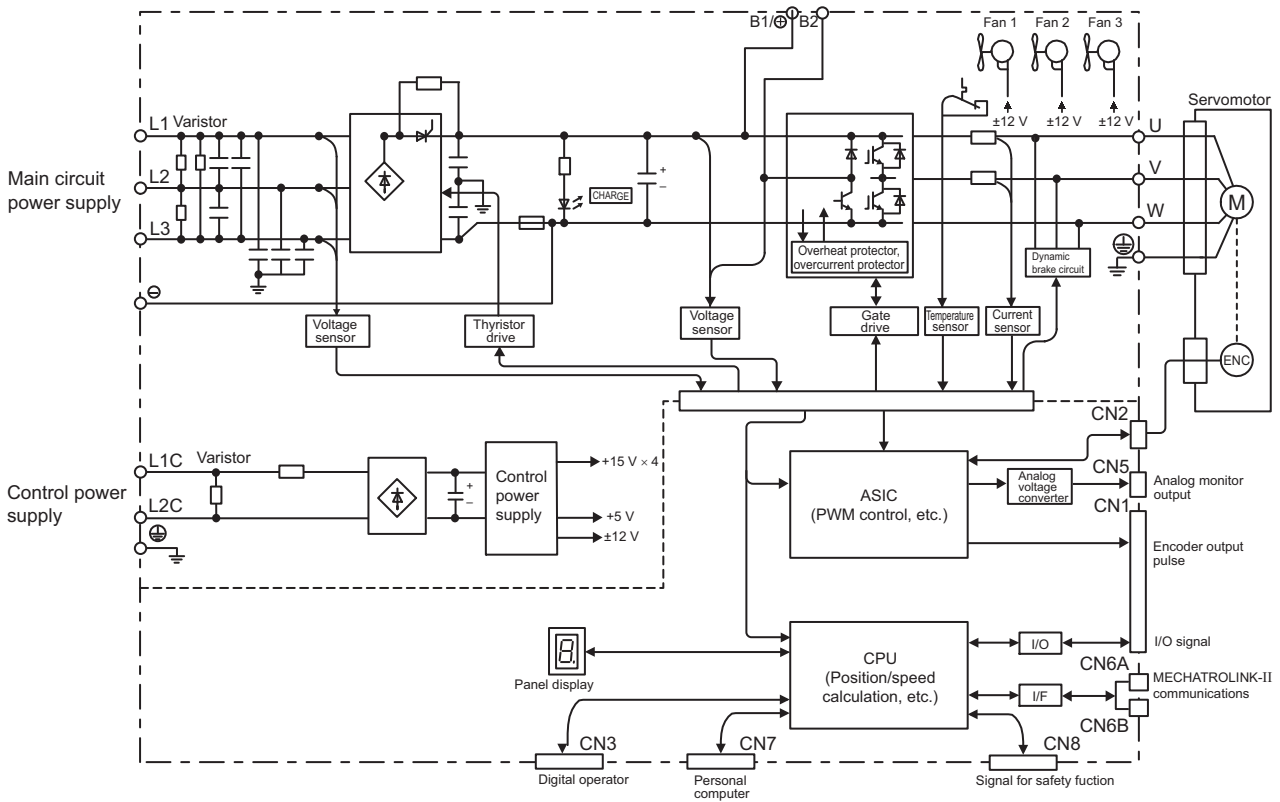 B1/⊕ B2
Fan 1 Fan 2 Fan 3
±12 V ±12 V ±12 V
Servomotor
L1 Varistor
L2
L3
Main circuit
power supply
⊖
CHARGE
+
–
Overheat protector,
overcurrent protector
U
V
W
M
Dynamic
brake circuit
Voltage
sensor
Thyristor
drive
Voltage
sensor
Gate
drive
Temperature
sensor
Current
sensor
ENC
CN2
L1C Varistor
L2C
Control power
supply
+
–
Control
power
supply
+15 V × 4
+5 V
±12 V
ASIC
(PWM control, etc.)
Analog
voltage
converter
CN5
Analog monitor
output
CN1
Encoder output
pulse
I/O signal
8.
Panel display
CPU
(Position/speed
calculation, etc.)
I/O
I/F
CN6A
MECHATROLINK-II
communications
CN6B
CN3
Digital operator
CN7
Personal
computer
CN8
Signal for safety fuction